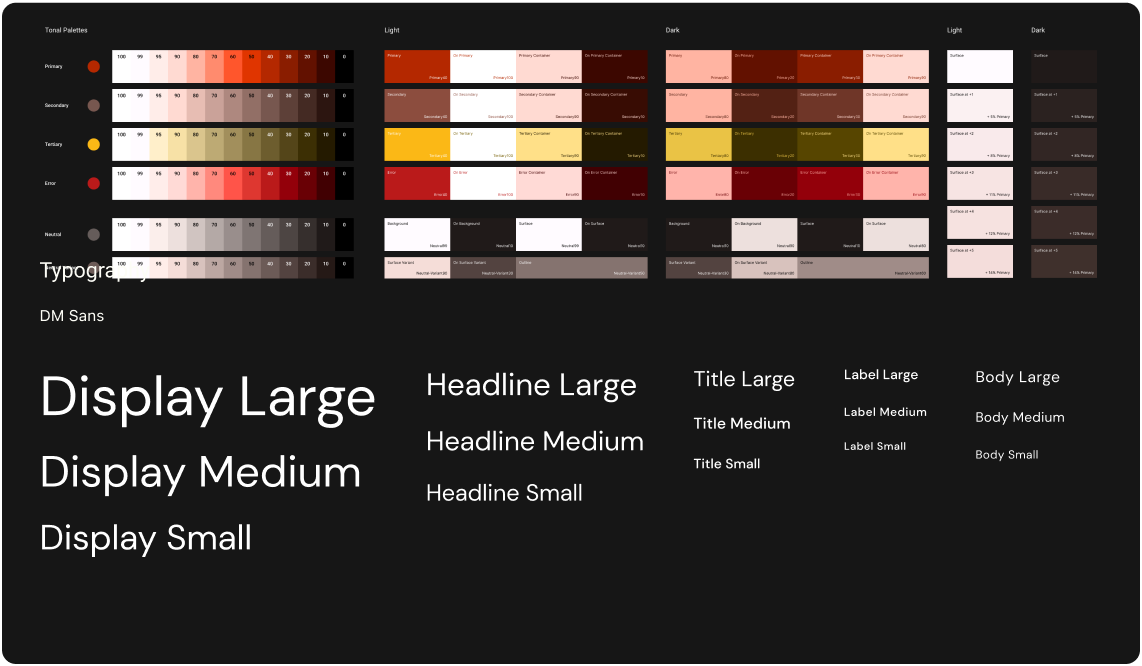 Tonal Palettes
Light
Dark
Light
Dark
Primary
100 99 95 90 80 70 60 50 40 30 20 10 0
Primary
Primary40
On Primary
Primary100
Primary Container
Primary90
On Primary Container
Primary10
Primary
Primary80
On Primary
Primary20
Primary Container
Primary30
On Primary Container
Primary90
Surface
Surface
Secondary
100 99 95 90 80 70 60 50 40 30 20 10 0
Secondary
Secondary40
On Secondary
Secondary100
Secondary Container
Secondary90
On Secondary Container
Secondary10
Secondary
Secondary80
On Secondary
Secondary20
Secondary Container
Secondary30
On Secondary Container
Secondary90
Surface at +1
+ 5% Primary
Surface at +1
+ 5% Primary
Tertiary
100 99 95 90 80 70 60 50 40 30 20 10 0
Tertiary
On Tertiary
Tertiary100
Tertiary Container
Tertiary90
On Tertiary Container
Tertiary10
Tertiary
Tertiary80
On Tertiary
Tertiary20
Tertiary Container
Tertiary30
On Tertiary Container
Tertiary90
Surface at +2
+ 8% Primary
Surface at +2
+ 8% Primary
Error
100 99 95 90 80 70 60 50 40 30 20 10 0
Error
Error40
On Error
Error100
Error Container
Error90
On Error Container
Error10
Error
Error80
On Error
Error20
Error Container
Error30
On Error Container
Error90
Surface at +3
+ 11% Primary
Surface at +3
+ 11% Primary
Neutral
100 99 95 90 80 70 60 50 40 30 20 10 0
Background
Neutral99
On Background
Neutral10
Surface
Neutral99
On Surface
Neutral10
Background
Neutral10
On Background
Neutral90
Surface
Neutral10
On Surface
Neutral90
Surface at +4
+ 12% Primary
Surface at +4
+ 12% Primary
Typography
100 99 95 90 80 70 60 50 40 30 20 10 0
Surface Variant
Neutral-Variant90
On Surface Variant
Neutral-Variant30
Outline
Neutral-Variant50
Surface Variant
Neutral-Variant30
On Surface Variant
Neutral-Variant80
Outline
Neutral-Variant60
Surface at +5
+ 14% Primary
Surface at +5
+ 14% Primary
DM Sans
Display Large
Display Medium
Display Small
Headline Large
Headline Medium
Headline Small
Title Large
Title Medium
Title Small
Label Large
Label Medium
Label Small
Body Large
Body Medium
Body Small